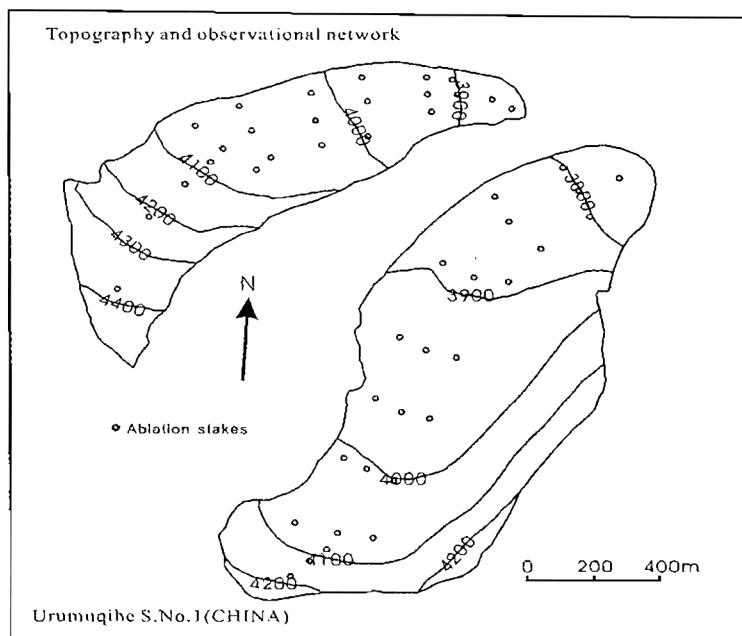 Topography and observational network
3900
4000
4100
4200
4300
4400
N
3800
3900
Ablation stakes
4000
4100
4200
4200
0 200 400m
Urumuqihe S.No.1(CHINA)